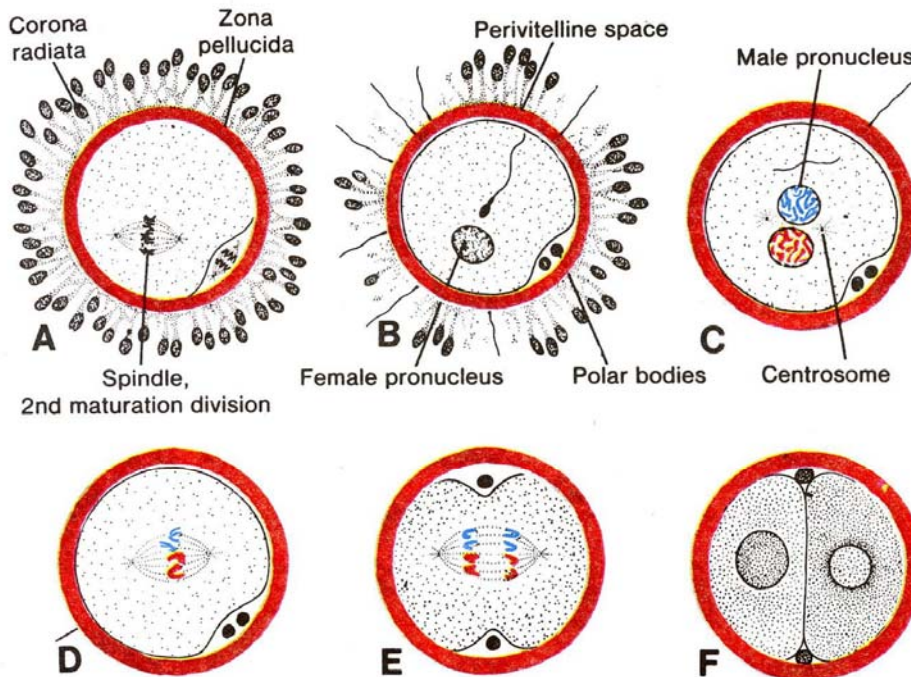 Corona
radiata
Zona
pellucida
Perivitelline space
Male pronucleus
A
B
C
Spindle,
2nd maturation division
Female pronucleus
Polar bodies
Centrosome
D
E
F